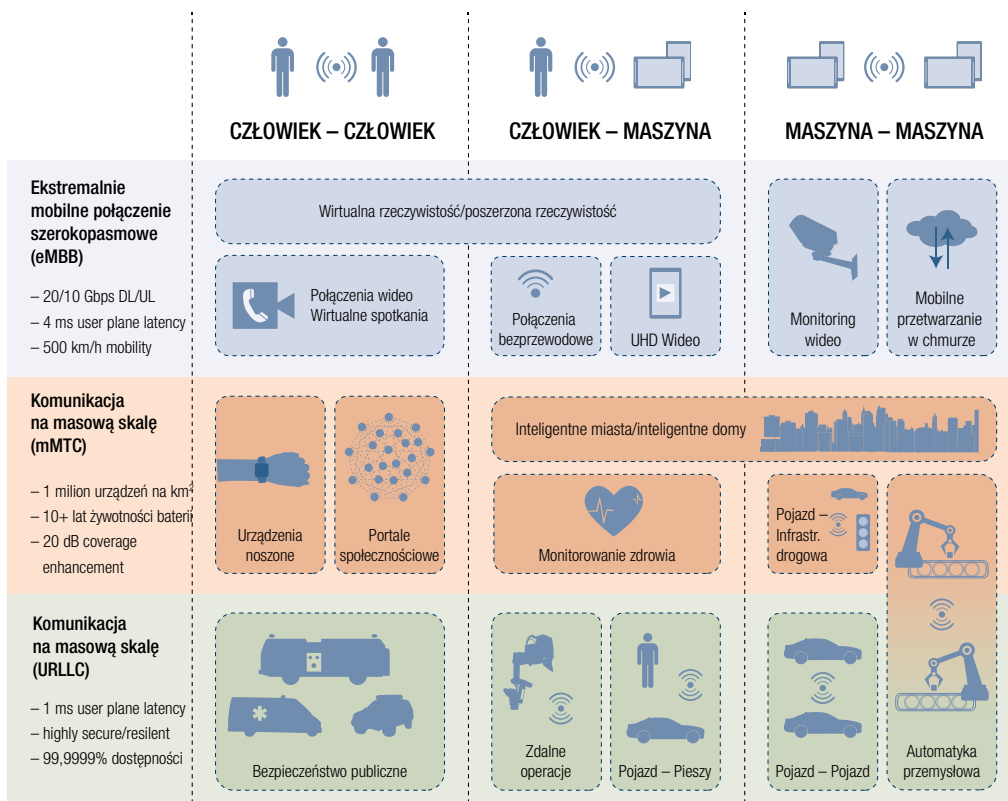 CZŁOWIEK – CZŁOWIEK
CZŁOWIEK – MASZYNA
MASZYNA – MASZYNA
Ekstremalnie
mobilne połączenie
szerokopasmowe
(eMBB)
– 20/10 Gbps DL/UL
– 4 ms user plane latency
– 500 km/h mobility
Wirtualna rzeczywistość/poszerzona rzeczywistość
Połączenia wideo
Wirtualne spotkania
Połączenia
bezprzewodowe
UHD Wideo
Monitoring
wideo
Mobilne
przetwarzanie
w chmurze
Komunikacja
na masową skalę
(mMTC)
– 1 milion urządzeń na km²
– 10+ lat żywotności baterii
– 20 dB coverage
enhancement
Urządzenia
noszone
Portale
społecznościowe
Inteligentne miasta/inteligentne domy
Monitorowanie zdrowia
Pojazd –
Infrastr.
drogowa
Komunikacja
na masową skalę
(URLLC)
– 1 ms user plane latency
– highly secure/resilent
– 99,9999% dostępności
Bezpieczeństwo publiczne
Zdalne
operacje
Pojazd – Pieszy
Pojazd – Pojazd
Automatyka
przemysłowa